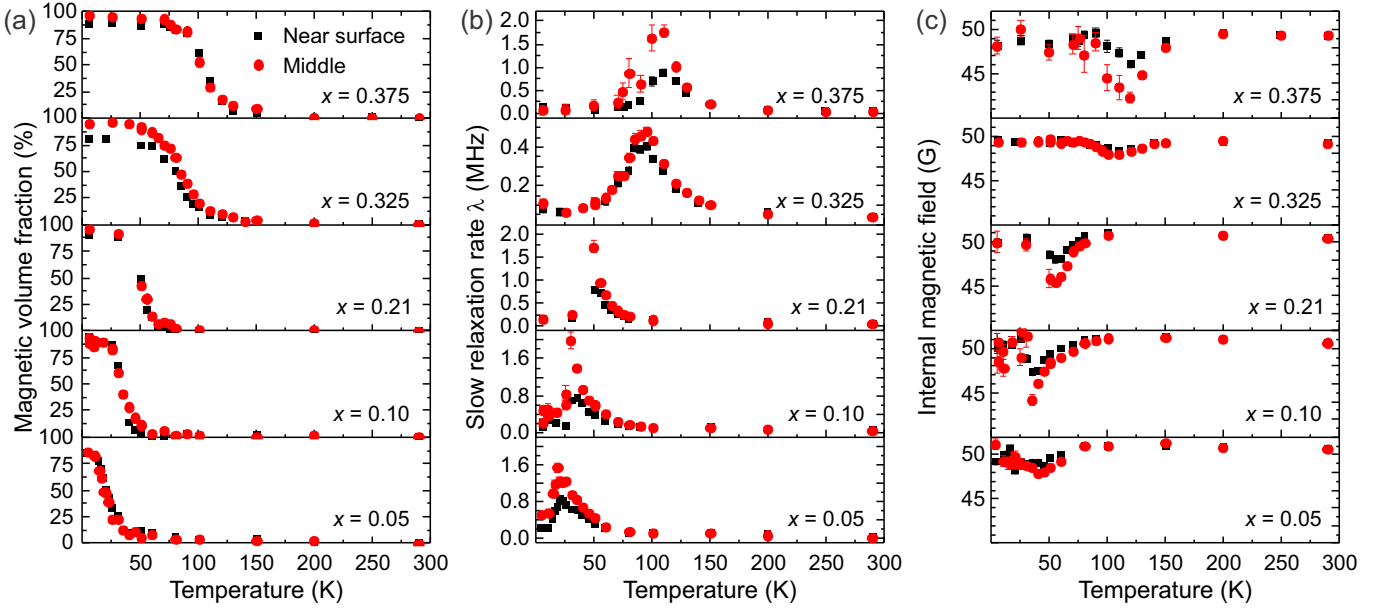 (a)
Near surface
Middle
100
75
50
25
x = 0.375
100
75
50
25
x = 0.325
100
75
50
25
x = 0.21
100
75
50
25
x = 0.10
100
75
50
25
0
x = 0.05
50 100 150 200 250 300
Temperature (K)
Magnetic volume fraction (%)
(b)
2.0
1.5
1.0
0.5
0.0
x = 0.375
0.4
0.2
x = 0.325
2.0
1.5
1.0
0.5
0.0
x = 0.21
1.6
0.8
0.0
x = 0.10
1.6
0.8
0.0
x = 0.05
50 100 150 200 250 300
Temperature (K)
Slow relaxation rate λ (MHz)
(c)
50
45
x = 0.375
50
45
x = 0.325
50
45
x = 0.21
50
45
x = 0.10
50
45
x = 0.05
50 100 150 200 250 300
Temperature (K)
Internal magnetic field (G)